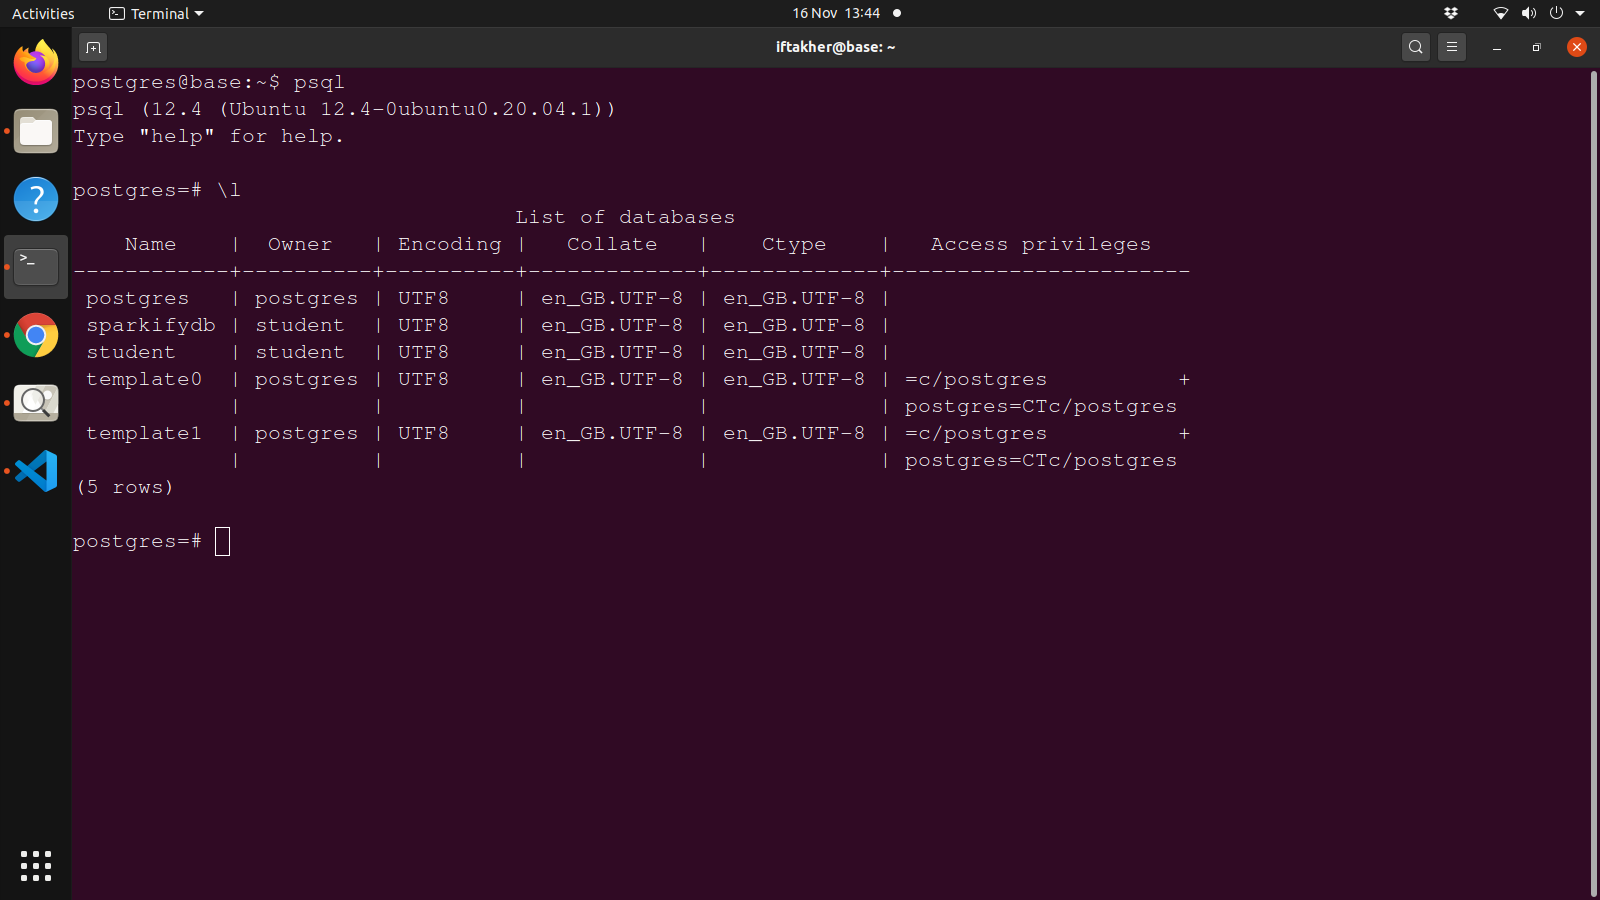 Activities Terminal 16 Nov 13:44
iftakher@base: ~
postgres@base:~$ psql
psql (12.4 (Ubuntu 12.4-0ubuntu0.20.04.1))
Type "help" for help.
postgres=# \l
                                  List of databases
    Name    |  Owner   | Encoding |   Collate   |    Ctype    |   Access privileges
------------+----------+----------+-------------+-------------+-----------------------
 postgres   | postgres | UTF8     | en_GB.UTF-8 | en_GB.UTF-8 |
 sparkifydb | student  | UTF8     | en_GB.UTF-8 | en_GB.UTF-8 |
 student    | student  | UTF8     | en_GB.UTF-8 | en_GB.UTF-8 |
 template0  | postgres | UTF8     | en_GB.UTF-8 | en_GB.UTF-8 | =c/postgres          +
            |          |          |             |             | postgres=CTc/postgres
 template1  | postgres | UTF8     | en_GB.UTF-8 | en_GB.UTF-8 | =c/postgres          +
            |          |          |             |             | postgres=CTc/postgres
(5 rows)
postgres=#